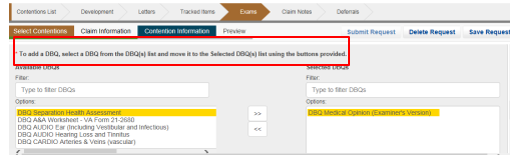 Contentions List Development Letters Tracked Items Exams Claim Notes Deferrals
Select Contentions Claim Information Contention Information Preview Submit Request Delete Request Save Request
* To add a DBQ, select a DBQ from the DBQ(s) list and move it to the Selected DBQ(s) list using the buttons provided.
Available DBQs Selected DBQs
Filter: Filter:
Type to filter DBQs Type to filter DBQs
Options: Options:
DBQ Separation Health Assessment >> DBQ Medical Opinion (Examiner's Version)
DBQ A&A Worksheet - VA Form 21-2680
DBQ AUDIO Ear (Including Vestibular and Infectious) <<
DBQ AUDIO Hearing Loss and Tinnitus
DBQ CARDIO Arteries & Veins (vascular)